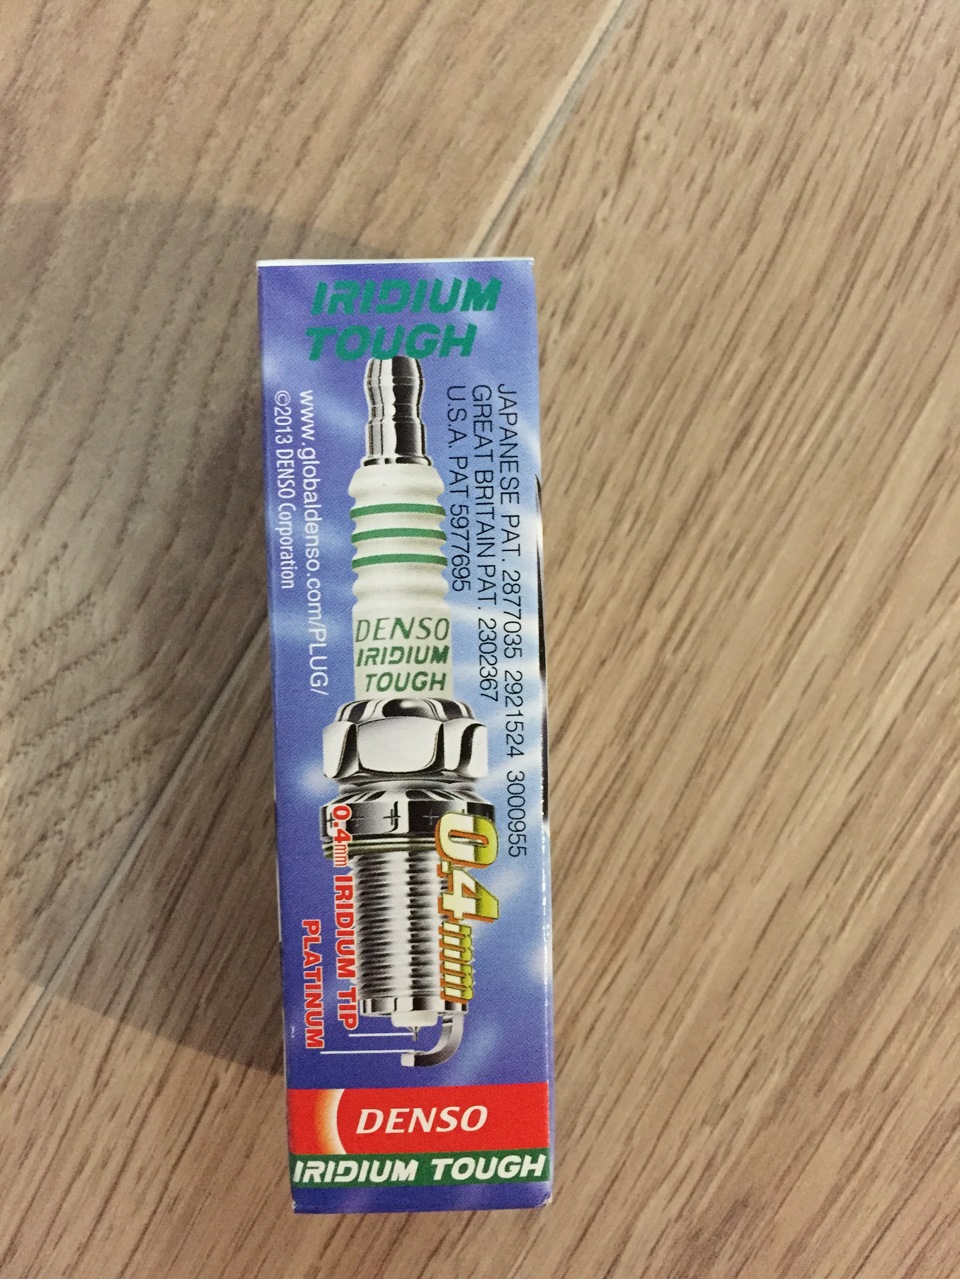 IRIDIUM
TOUGH
JAPANESE PAT. 2877035 2921524 3000955
GREAT BRITAIN PAT. 2302367
U.S.A. PAT 5977695
www.globaldenso.com/PLUG/
©2013 DENSO Corporation
DENSO
IRIDIUM
TOUGH
0.4mm
0.4mm IRIDIUM TIP
PLATINUM
DENSO
IRIDIUM TOUGH